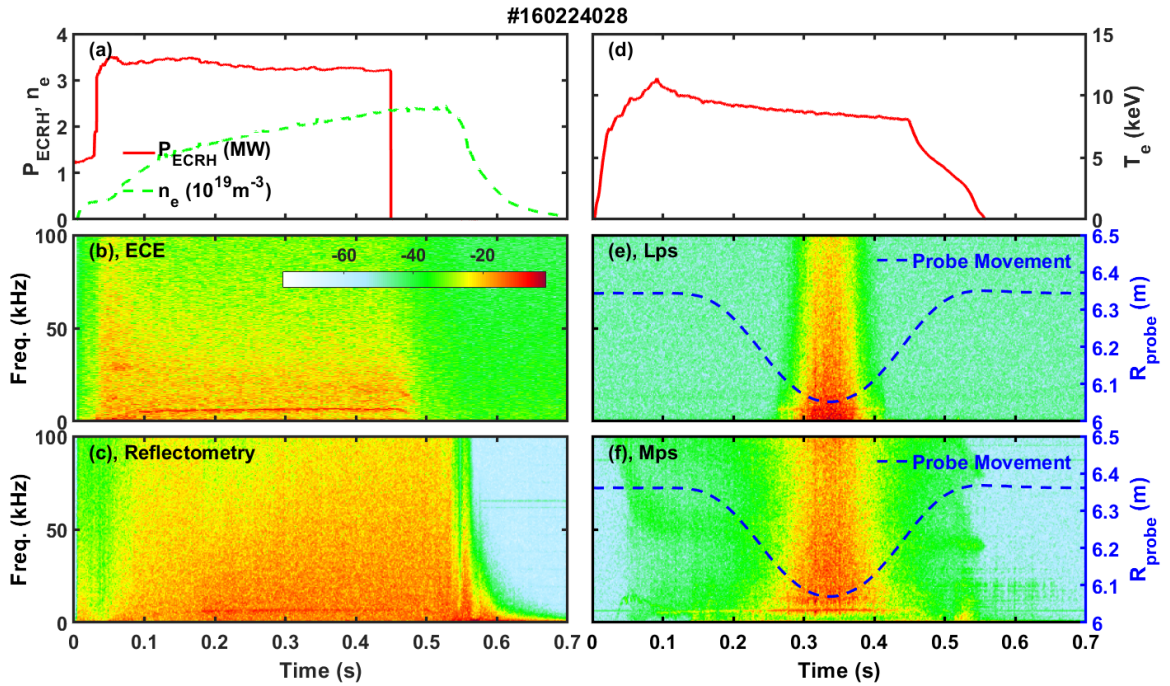 #160224028
(a)
4
3
2
1
0
P_ECRH, n_e
P_ECRH (MW)
n_e (10^19 m^-3)
(d)
15
10
5
0
T_e (keV)
(b), ECE
-60 -40 -20
100
50
0
Freq. (kHz)
(e), Lps
Probe Movement
6.5
6.4
6.3
6.2
6.1
6
R_probe (m)
(c), Reflectometry
100
50
0
Freq. (kHz)
0 0.1 0.2 0.3 0.4 0.5 0.6 0.7
Time (s)
(f), Mps
Probe Movement
6.5
6.4
6.3
6.2
6.1
6
R_probe (m)
0 0.1 0.2 0.3 0.4 0.5 0.6 0.7
Time (s)